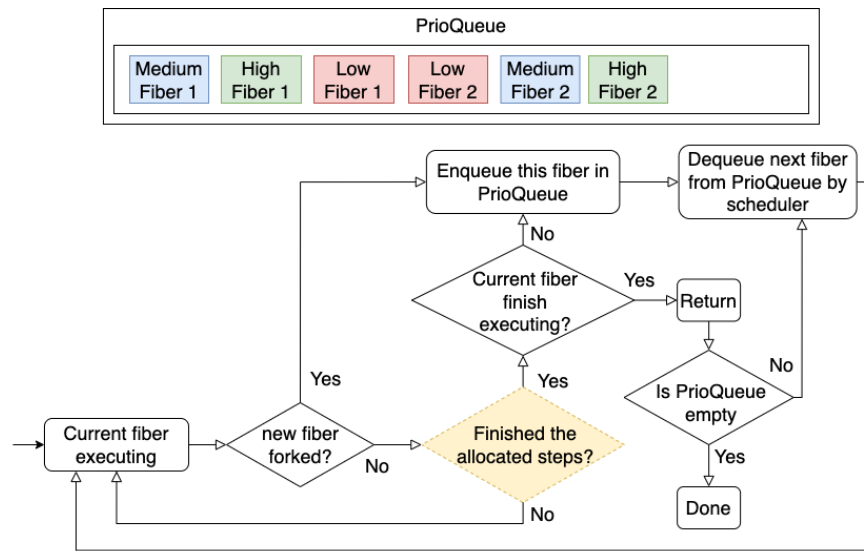 PrioQueue
Medium
Fiber 1
High
Fiber 1
Low
Fiber 1
Low
Fiber 2
Medium
Fiber 2
High
Fiber 2
Enqueue this fiber in
PrioQueue
Dequeue next fiber
from PrioQueue by
scheduler
No
Current fiber
finish
executing?
Yes
Return
No
Is PrioQueue
empty
Yes
Done
Yes
Current fiber
executing
new fiber
forked?
No
Yes
Finished the
allocated steps?
No